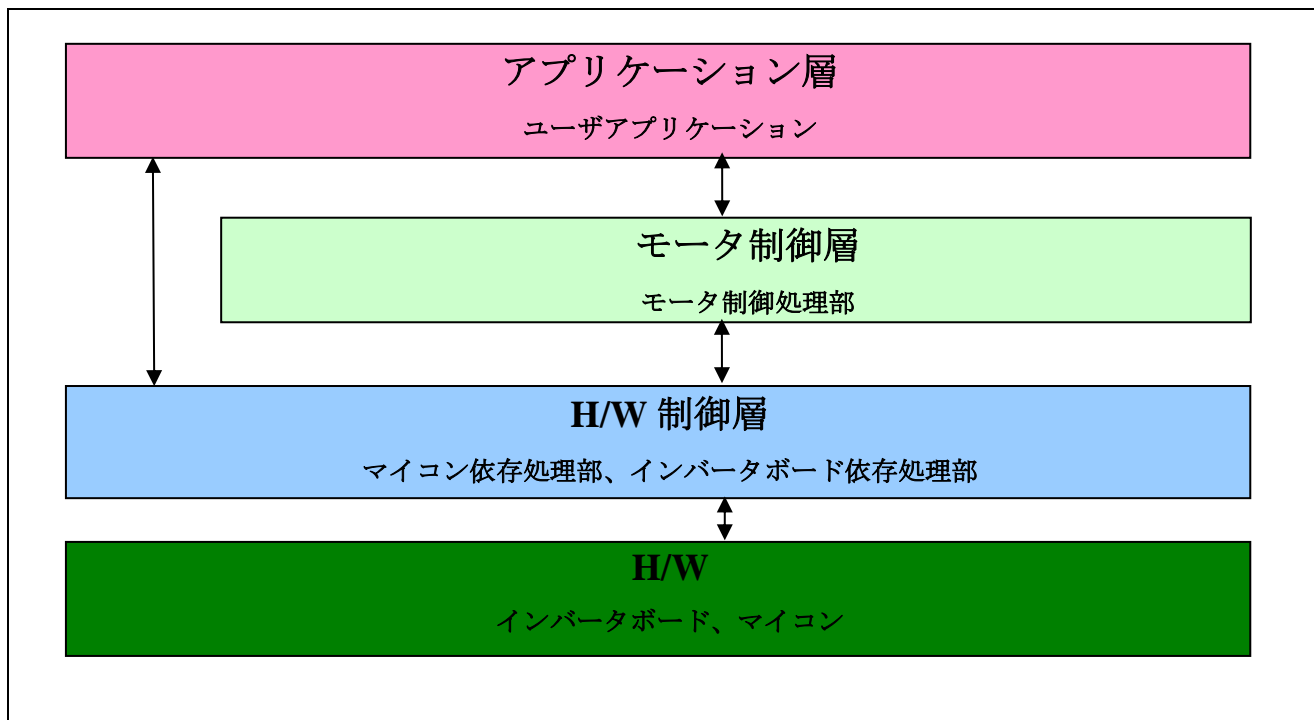 アプリケーション層
ユーザアプリケーション
モータ制御層
モータ制御処理部
H/W 制御層
マイコン依存処理部、インバータボード依存処理部
H/W
インバータボード、マイコン